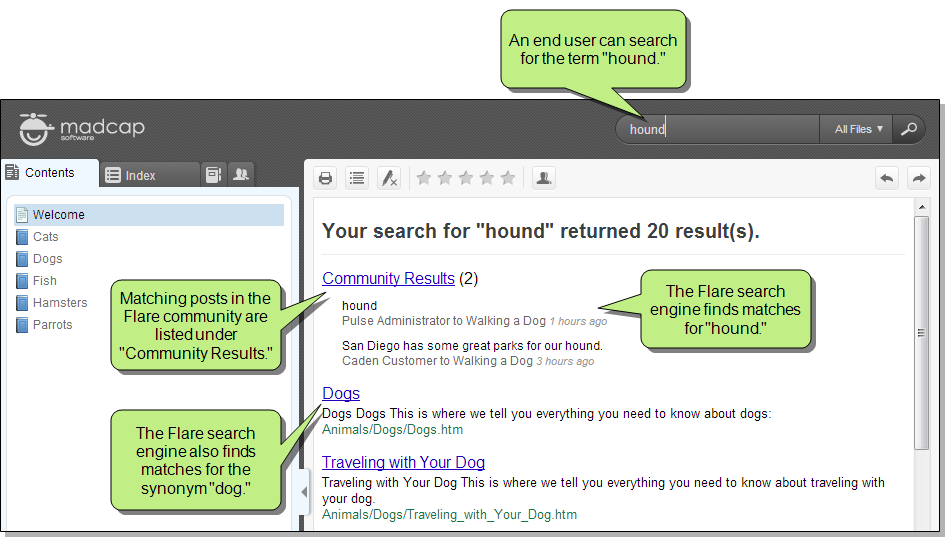 An end user can search
for the term "hound."
madcap
software
hound
All Files ▼
Contents
Index
Welcome
Cats
Dogs
Fish
Hamsters
Parrots
Your search for "hound" returned 20 result(s).
Community Results (2)
hound
Pulse Administrator to Walking a Dog 1 hours ago
San Diego has some great parks for our hound.
Caden Customer to Walking a Dog 3 hours ago
Matching posts in the
Flare community are
listed under
"Community Results."
The Flare search
engine finds matches
for "hound."
Dogs
Dogs Dogs This is where we tell you everything you need to know about dogs:
Animals/Dogs/Dogs.htm
The Flare search
engine also finds
matches for the
synonym "dog."
Traveling with Your Dog
Traveling with Your Dog This is where we tell you everything you need to know about traveling with
your dog.
Animals/Dogs/Traveling_with_Your_Dog.htm